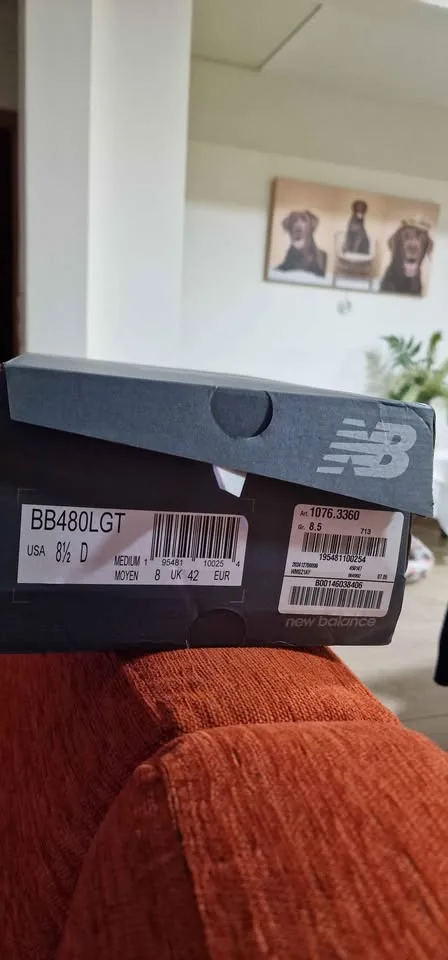 NB
BB480LGT
USA 8½ D
MEDIUM
MOYEN
1 95481 10025 4
8 UK 42 EUR
Art. 1076.3360
Gr. 8.5
713
195481100254
B00146038406
new balance